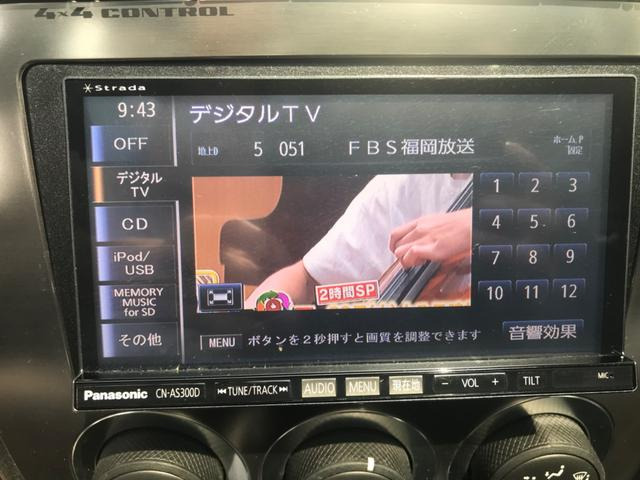 4x4 CONTROL
Strada
9:43
デジタルTV
OFF
地上D 5 051 FBS福岡放送
ホーム.P
固定
デジタル
TV
1 2 3
CD
4 5 6
iPod/
USB
7 8 9
2時間SP
MEMORY
MUSIC
for SD
10 11 12
その他
MENU ボタンを2秒押すと画質を調整できます
音響効果
Panasonic CN-AS300D TUNE/TRACK AUDIO MENU 現在地 - VOL + TILT MIC